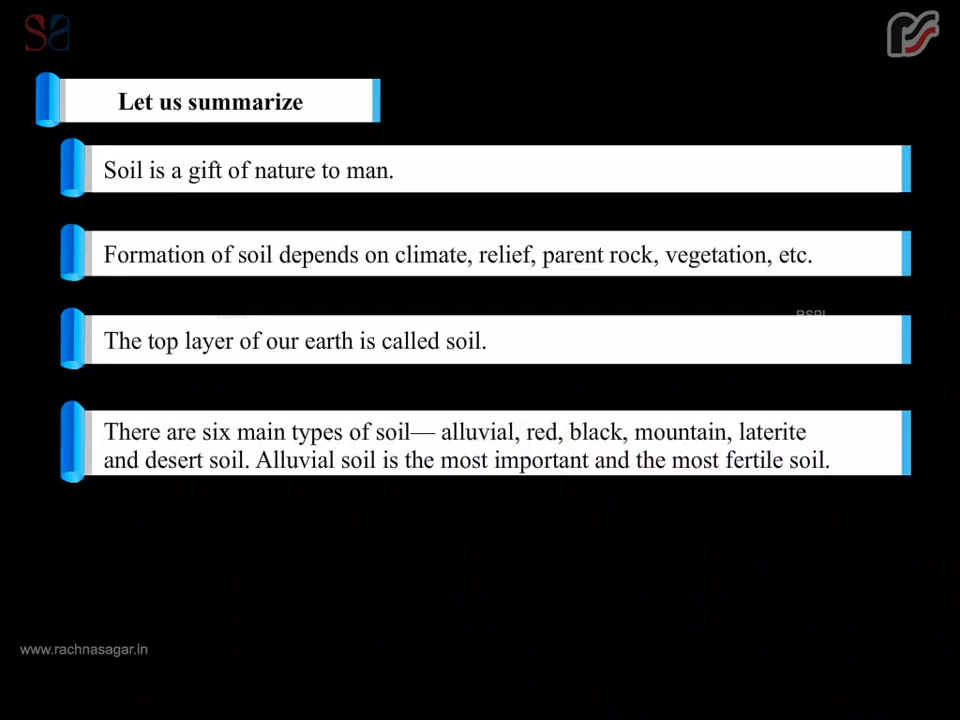 Let us summarize
Soil is a gift of nature to man.
Formation of soil depends on climate, relief, parent rock, vegetation, etc.
RSPL
The top layer of our earth is called soil.
There are six main types of soil— alluvial, red, black, mountain, laterite
and desert soil. Alluvial soil is the most important and the most fertile soil.
www.rachnasagar.in